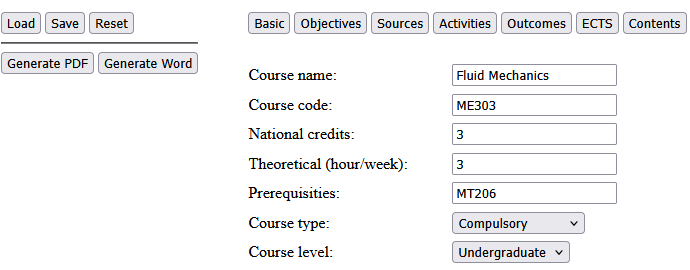 Load Save Reset
Generate PDF Generate Word
Basic Objectives Sources Activities Outcomes ECTS Contents
Course name: Fluid Mechanics
Course code: ME303
National credits: 3
Theoretical (hour/week): 3
Prerequisities: MT206
Course type: Compulsory
Course level: Undergraduate